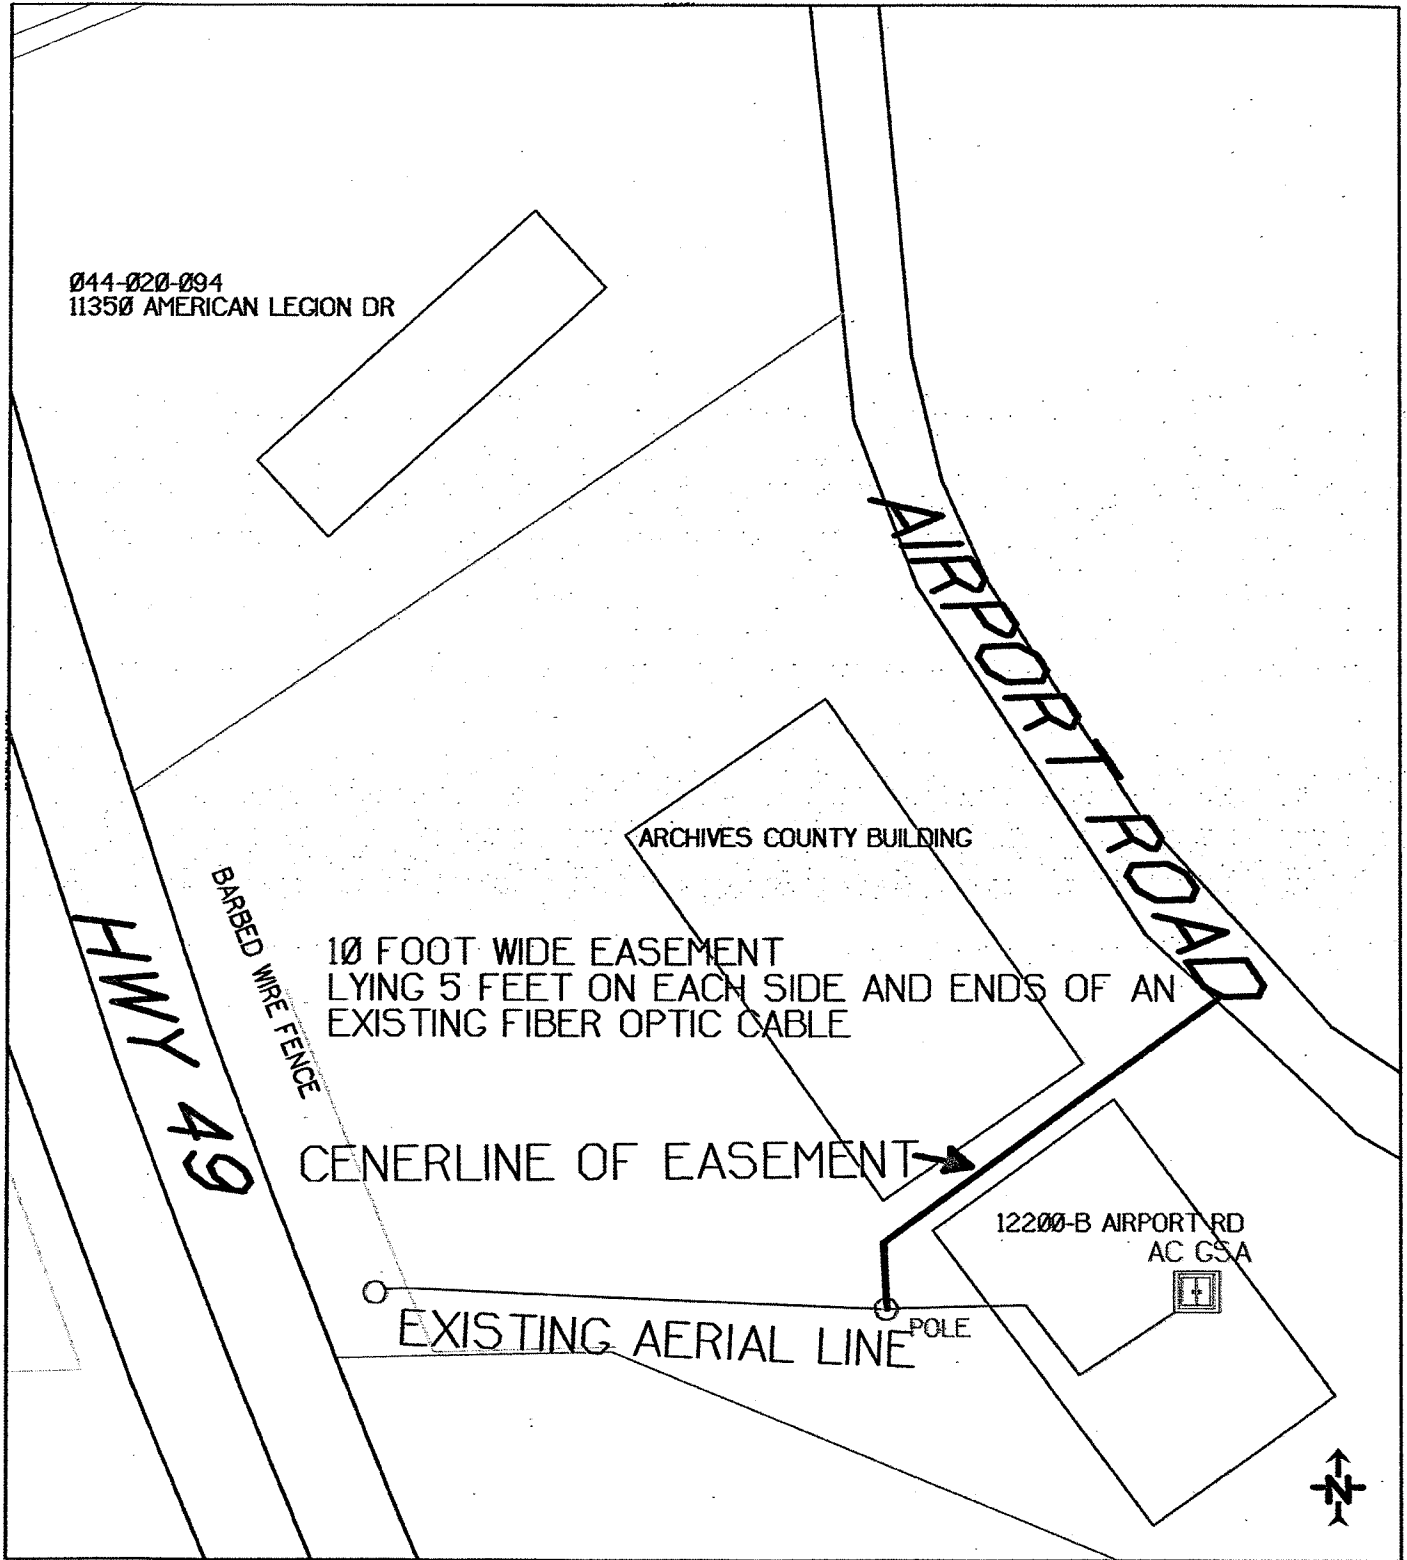 Ø44-Ø2Ø-Ø94
1135Ø AMERICAN LEGION DR
AIRPORT ROAD
ARCHIVES COUNTY BUILDING
BARBED WIRE FENCE
HWY 49
1Ø FOOT WIDE EASEMENT
LYING 5 FEET ON EACH SIDE AND ENDS OF AN
EXISTING FIBER OPTIC CABLE
CENERLINE OF EASEMENT
122ØØ-B AIRPORT RD
AC GSA
EXISTING AERIAL LINE
POLE
N